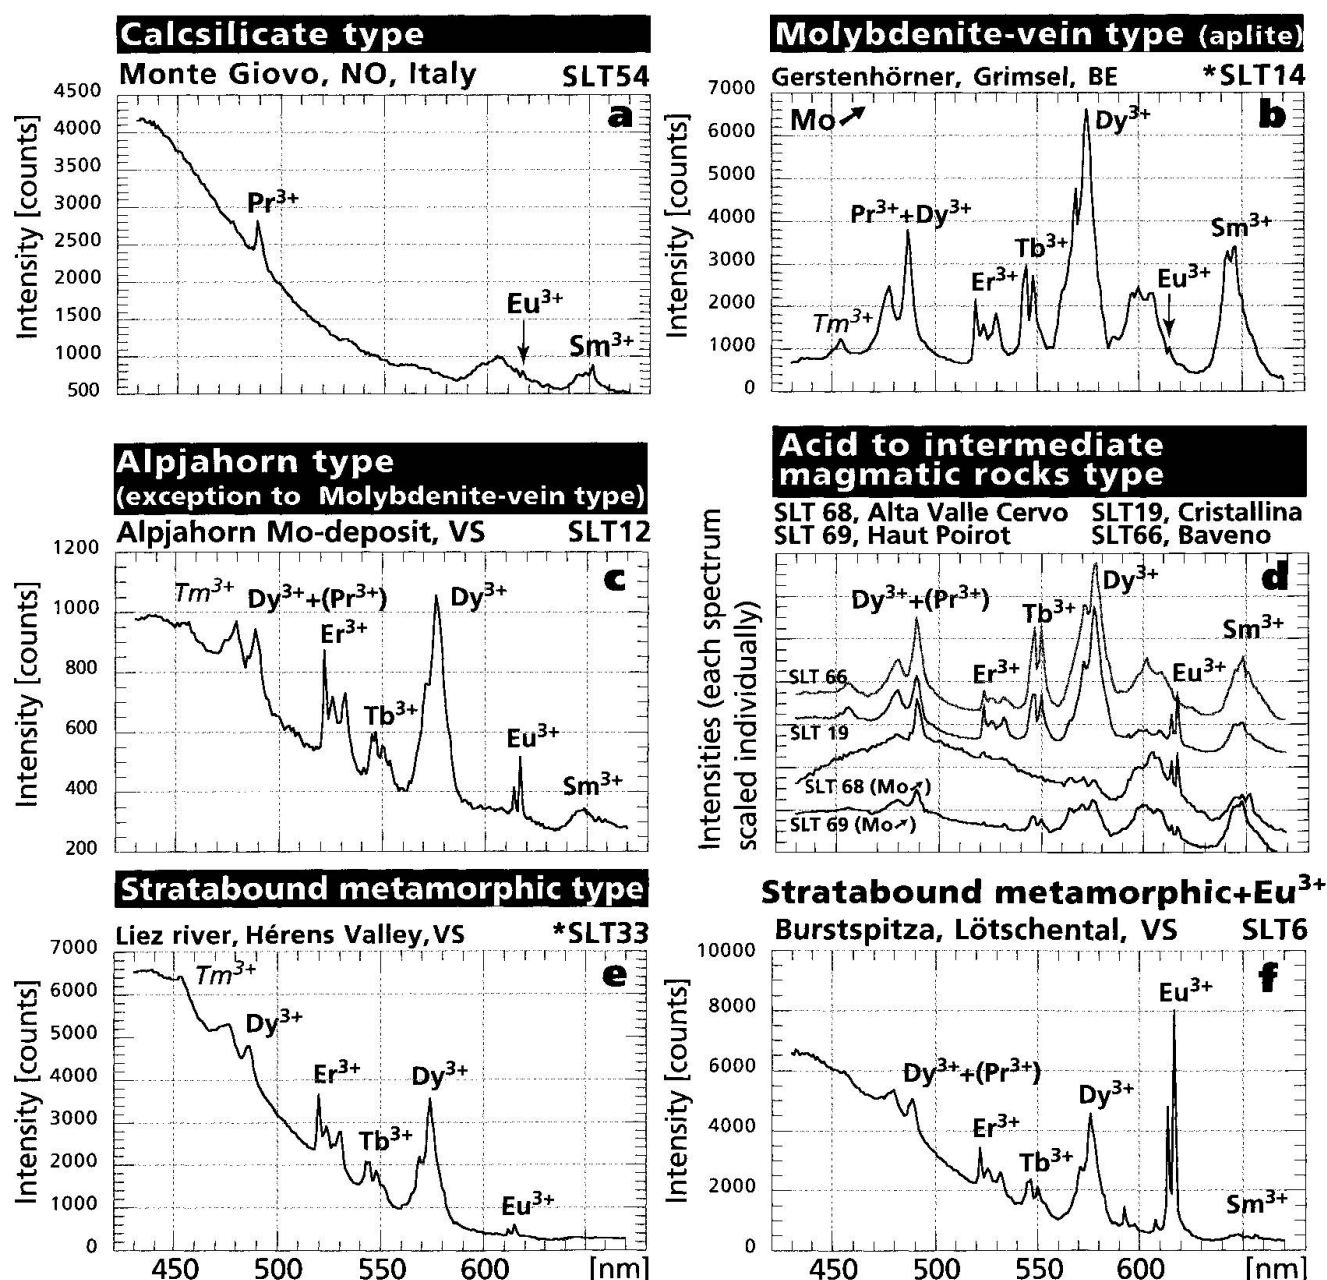 Calcsilicate type
Monte Giovo, NO, Italy SLT54
a
Intensity [counts]
4500
4000
3500
3000
2500
2000
1500
1000
500
Pr³⁺
Eu³⁺
Sm³⁺
Molybdenite-vein type (aplite)
Gerstenhörner, Grimsel, BE *SLT14
b
Intensity [counts]
7000
6000
5000
4000
3000
2000
1000
0
Mo↗
Dy³⁺
Pr³⁺+Dy³⁺
Tb³⁺
Sm³⁺
Er³⁺
Eu³⁺
Tm³⁺
Alpjahorn type
(exception to Molybdenite-vein type)
Alpjahorn Mo-deposit, VS SLT12
c
Intensity [counts]
1200
1000
800
600
400
200
Tm³⁺
Dy³⁺+(Pr³⁺)
Dy³⁺
Er³⁺
Tb³⁺
Eu³⁺
Sm³⁺
Acid to intermediate
magmatic rocks type
SLT 68, Alta Valle Cervo SLT19, Cristallina
SLT 69, Haut Poirot SLT66, Baveno
d
Intensities (each spectrum
scaled individually)
Dy³⁺
Dy³⁺+(Pr³⁺)
Tb³⁺
Sm³⁺
Er³⁺
Eu³⁺
SLT 66
SLT 19
SLT 68 (Mo↗)
SLT 69 (Mo↗)
Stratabound metamorphic type
Liez river, Hérens Valley, VS *SLT33
e
Intensity [counts]
7000
6000
5000
4000
3000
2000
1000
0
Tm³⁺
Dy³⁺
Er³⁺
Dy³⁺
Tb³⁺
Eu³⁺
450 500 550 600 [nm]
Stratabound metamorphic+Eu³⁺
Burstspitza, Lötschental, VS SLT6
f
Intensity [counts]
10000
8000
6000
4000
2000
0
Eu³⁺
Dy³⁺+(Pr³⁺)
Dy³⁺
Er³⁺
Tb³⁺
Sm³⁺
450 500 550 600 [nm]